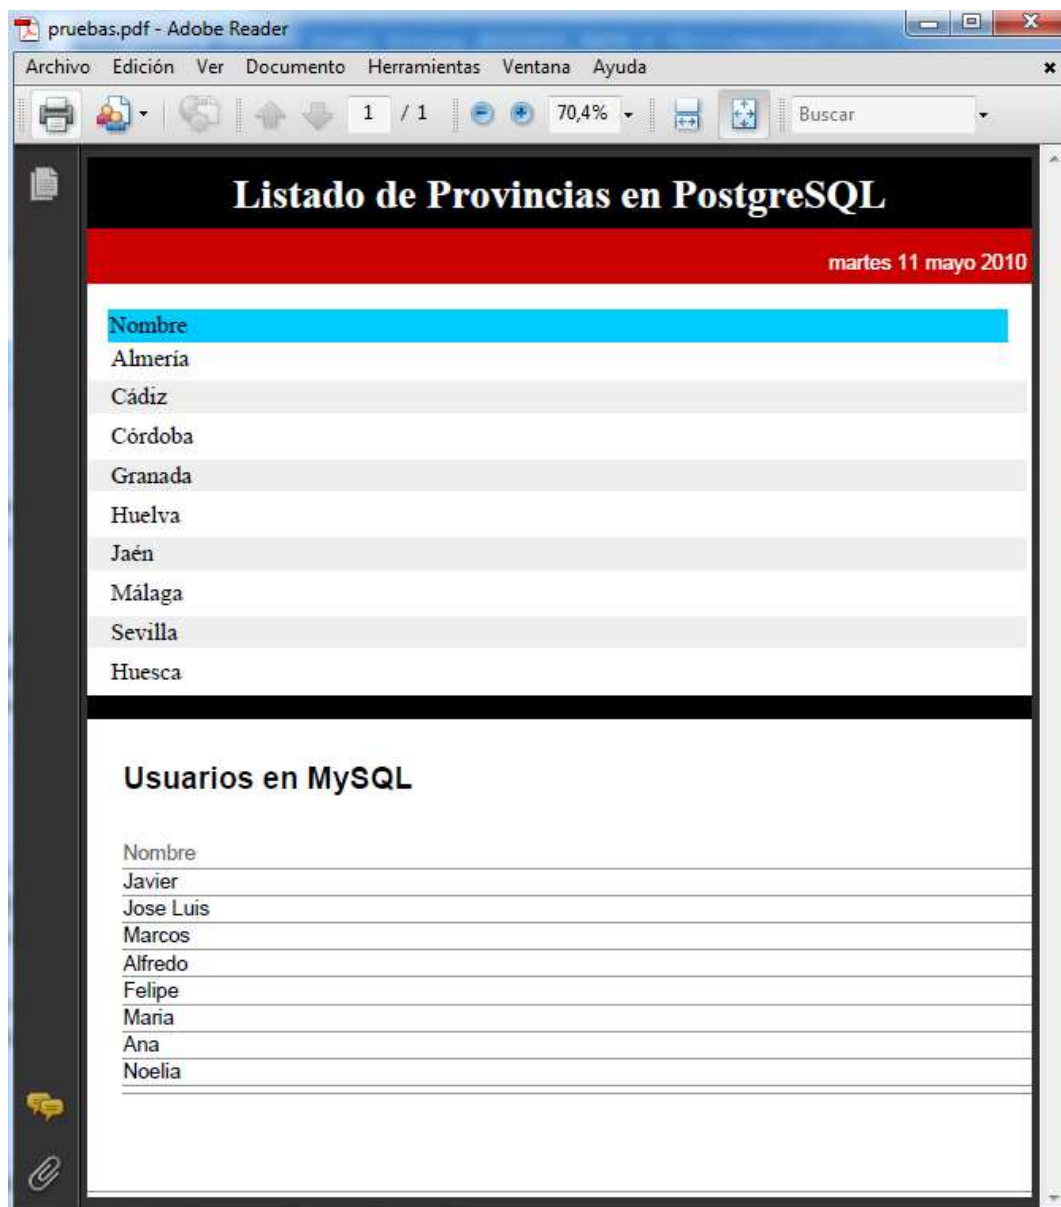 pruebas.pdf - Adobe Reader
Archivo Edición Ver Documento Herramientas Ventana Ayuda
1 / 1 70,4% Buscar
Listado de Provincias en PostgreSQL
martes 11 mayo 2010
Nombre
Almería
Cádiz
Córdoba
Granada
Huelva
Jaén
Málaga
Sevilla
Huesca
Usuarios en MySQL
Nombre
Javier
Jose Luis
Marcos
Alfredo
Felipe
Maria
Ana
Noelia